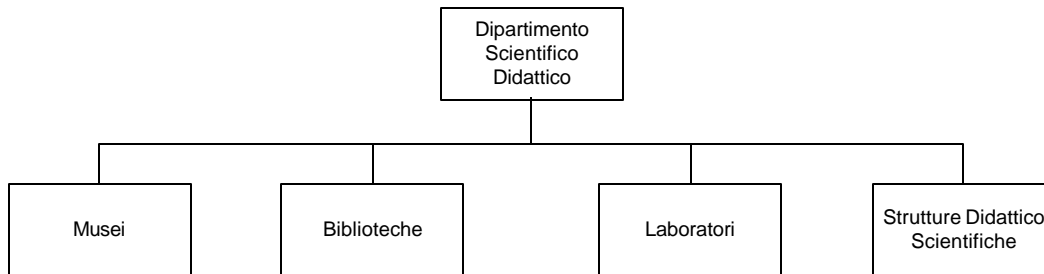 Dipartimento
Scientifico
Didattico
Musei
Biblioteche
Laboratori
Strutture Didattico
Scientifiche